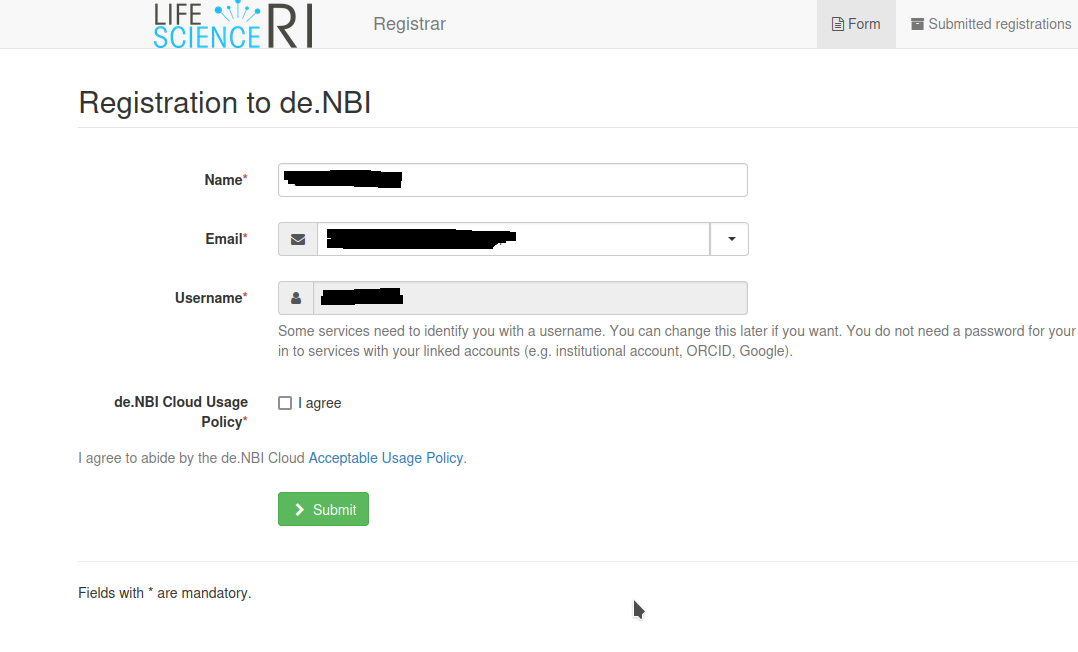 LIFE SCIENCE RI
Registrar
Form
Submitted registrations
Registration to de.NBI
Name*
Email*
Username*
Some services need to identify you with a username. You can change this later if you want. You do not need a password for your
in to services with your linked accounts (e.g. institutional account, ORCID, Google).
de.NBI Cloud Usage
Policy*
I agree
I agree to abide by the de.NBI Cloud Acceptable Usage Policy.
Submit
Fields with * are mandatory.